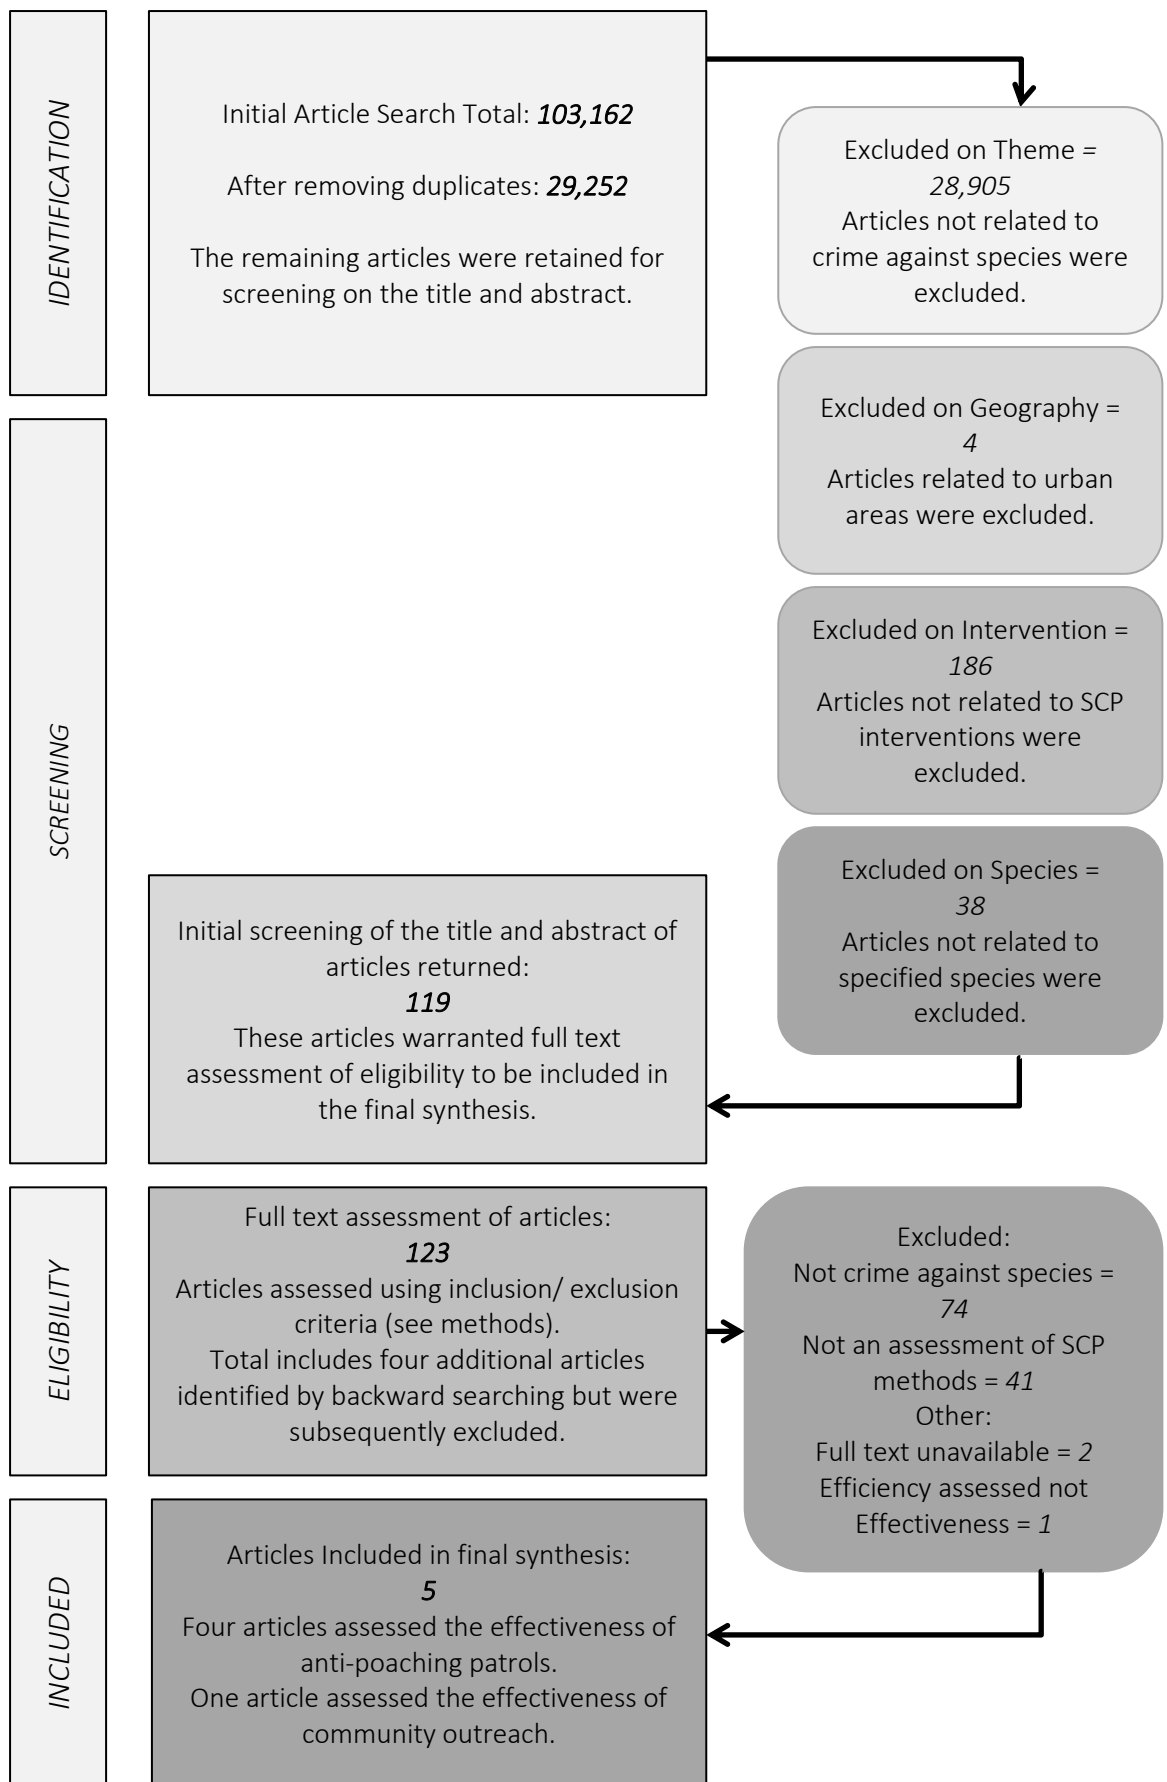 IDENTIFICATION
Initial Article Search Total: 103,162
After removing duplicates: 29,252
The remaining articles were retained for
screening on the title and abstract.
Excluded on Theme =
28,905
Articles not related to
crime against species were
excluded.
Excluded on Geography =
4
Articles related to urban
areas were excluded.
SCREENING
Excluded on Intervention =
186
Articles not related to SCP
interventions were
excluded.
Excluded on Species =
38
Articles not related to
specified species were
excluded.
Initial screening of the title and abstract of
articles returned:
119
These articles warranted full text
assessment of eligibility to be included in
the final synthesis.
ELIGIBILITY
Full text assessment of articles:
123
Articles assessed using inclusion/ exclusion
criteria (see methods).
Total includes four additional articles
identified by backward searching but were
subsequently excluded.
Excluded:
Not crime against species =
74
Not an assessment of SCP
methods = 41
Other:
Full text unavailable = 2
Efficiency assessed not
Effectiveness = 1
INCLUDED
Articles Included in final synthesis:
5
Four articles assessed the effectiveness of
anti-poaching patrols.
One article assessed the effectiveness of
community outreach.